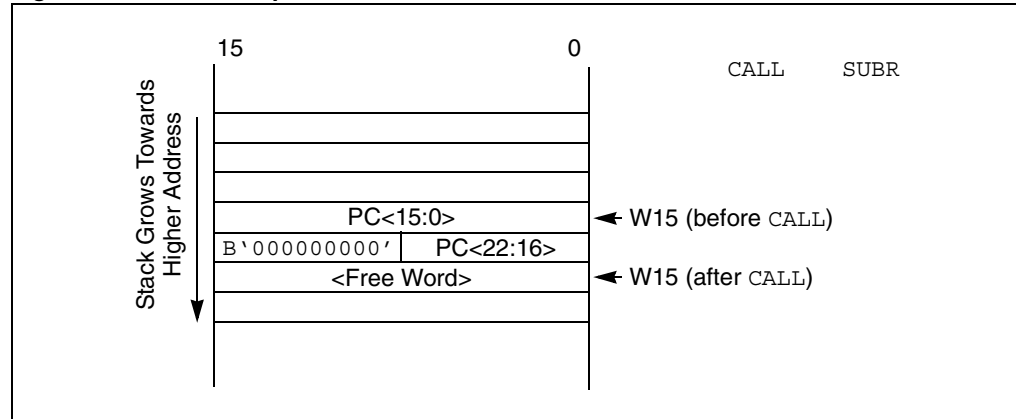 15 0
CALL SUBR
Stack Grows Towards
Higher Address
PC<15:0>
W15 (before CALL)
B'000000000' PC<22:16>
<Free Word>
W15 (after CALL)